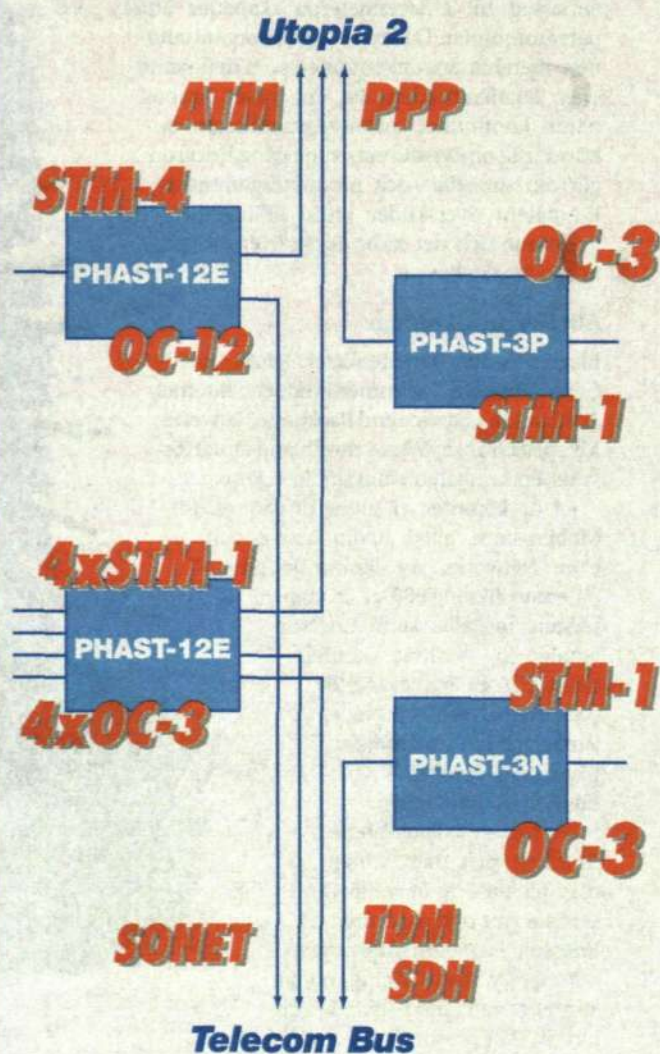 Utopia 2
ATM PPP
STM-4
PHAST-12E
OC-12
OC-3
PHAST-3P
STM-1
4xSTM-1
PHAST-12E
4xOC-3
STM-1
PHAST-3N
OC-3
SONET
TDM
SDH
Telecom Bus